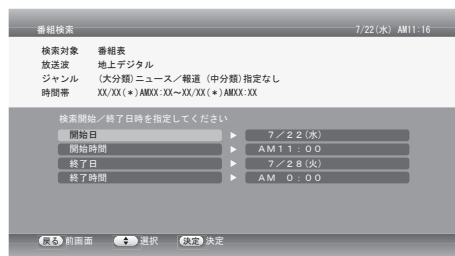 番組検索 7/22(水) AM11:16
検索対象 番組表
放送波 地上デジタル
ジャンル (大分類)ニュース/報道 (中分類)指定なし
時間帯 XX/XX(*)AMXX:XX~XX/XX(*)AMXX:XX
検索開始/終了日時を指定してください
開始日 ▶ 7/22(水)
開始時間 ▶ AM11:00
終了日 ▶ 7/28(火)
終了時間 ▶ AM 0:00
戻る 前画面 選択 決定 決定